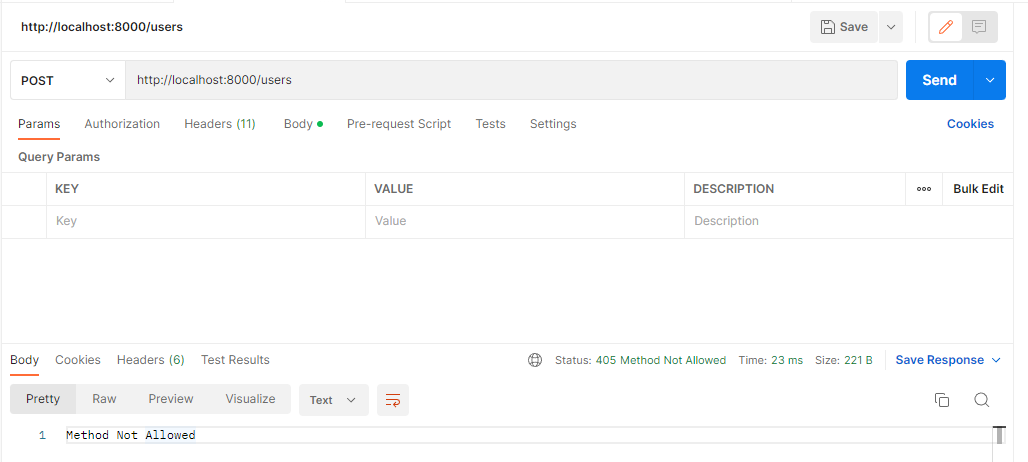 http://localhost:8000/users Save
POST http://localhost:8000/users Send
Params Authorization Headers (11) Body Pre-request Script Tests Settings Cookies
Query Params
KEY VALUE DESCRIPTION ooo Bulk Edit
Key Value Description
Body Cookies Headers (6) Test Results Status: 405 Method Not Allowed Time: 23 ms Size: 221 B Save Response
Pretty Raw Preview Visualize Text
1 Method Not Allowed